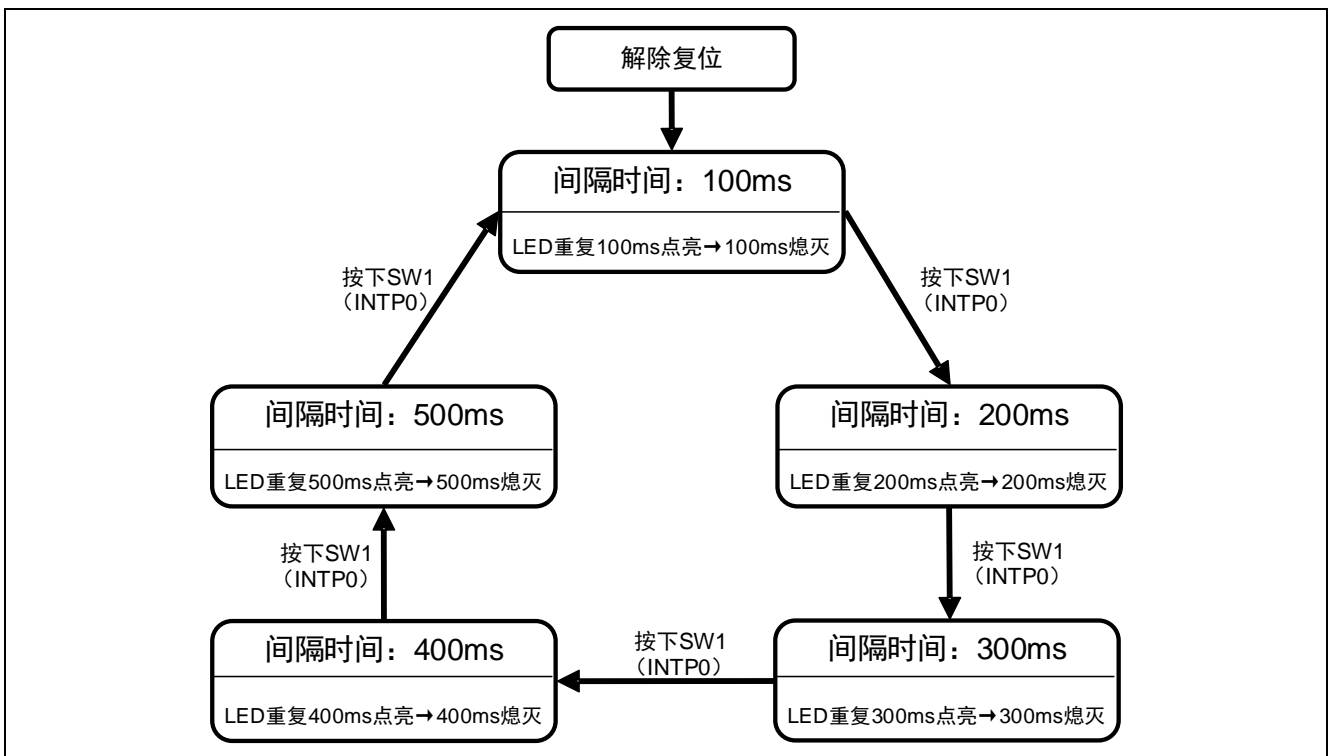 解除复位
间隔时间：100ms
LED重复100ms点亮→100ms熄灭
按下SW1
（INTP0）
按下SW1
（INTP0）
间隔时间：500ms
LED重复500ms点亮→500ms熄灭
间隔时间：200ms
LED重复200ms点亮→200ms熄灭
按下SW1
（INTP0）
按下SW1
（INTP0）
间隔时间：400ms
LED重复400ms点亮→400ms熄灭
按下SW1
（INTP0）
间隔时间：300ms
LED重复300ms点亮→300ms熄灭